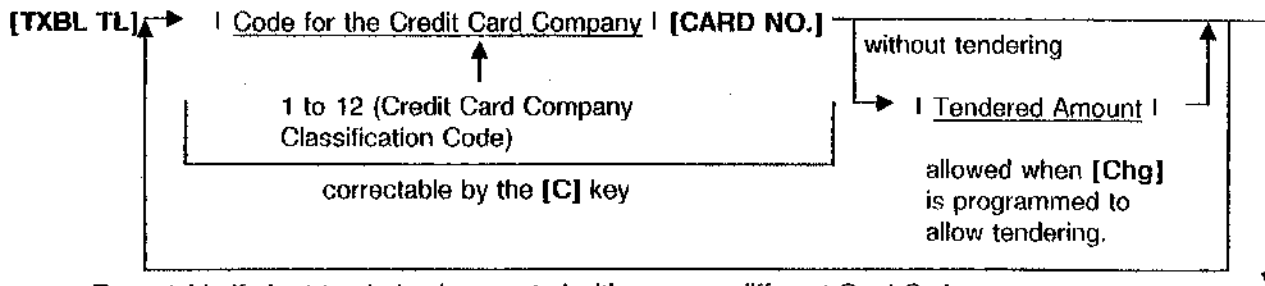 [TXBL TL] | Code for the Credit Card Company | [CARD NO.]
without tendering
1 to 12 (Credit Card Company
Classification Code)
| Tendered Amount |
correctable by the [C] key
allowed when [Chg]
is programmed to
allow tendering.